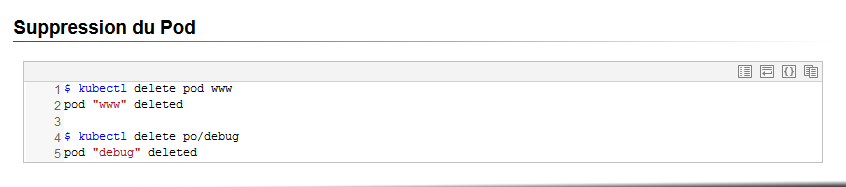 Suppression du Pod
1 $ kubectl delete pod www
2 pod "www" deleted
3
4 $ kubectl delete po/debug
5 pod "debug" deleted